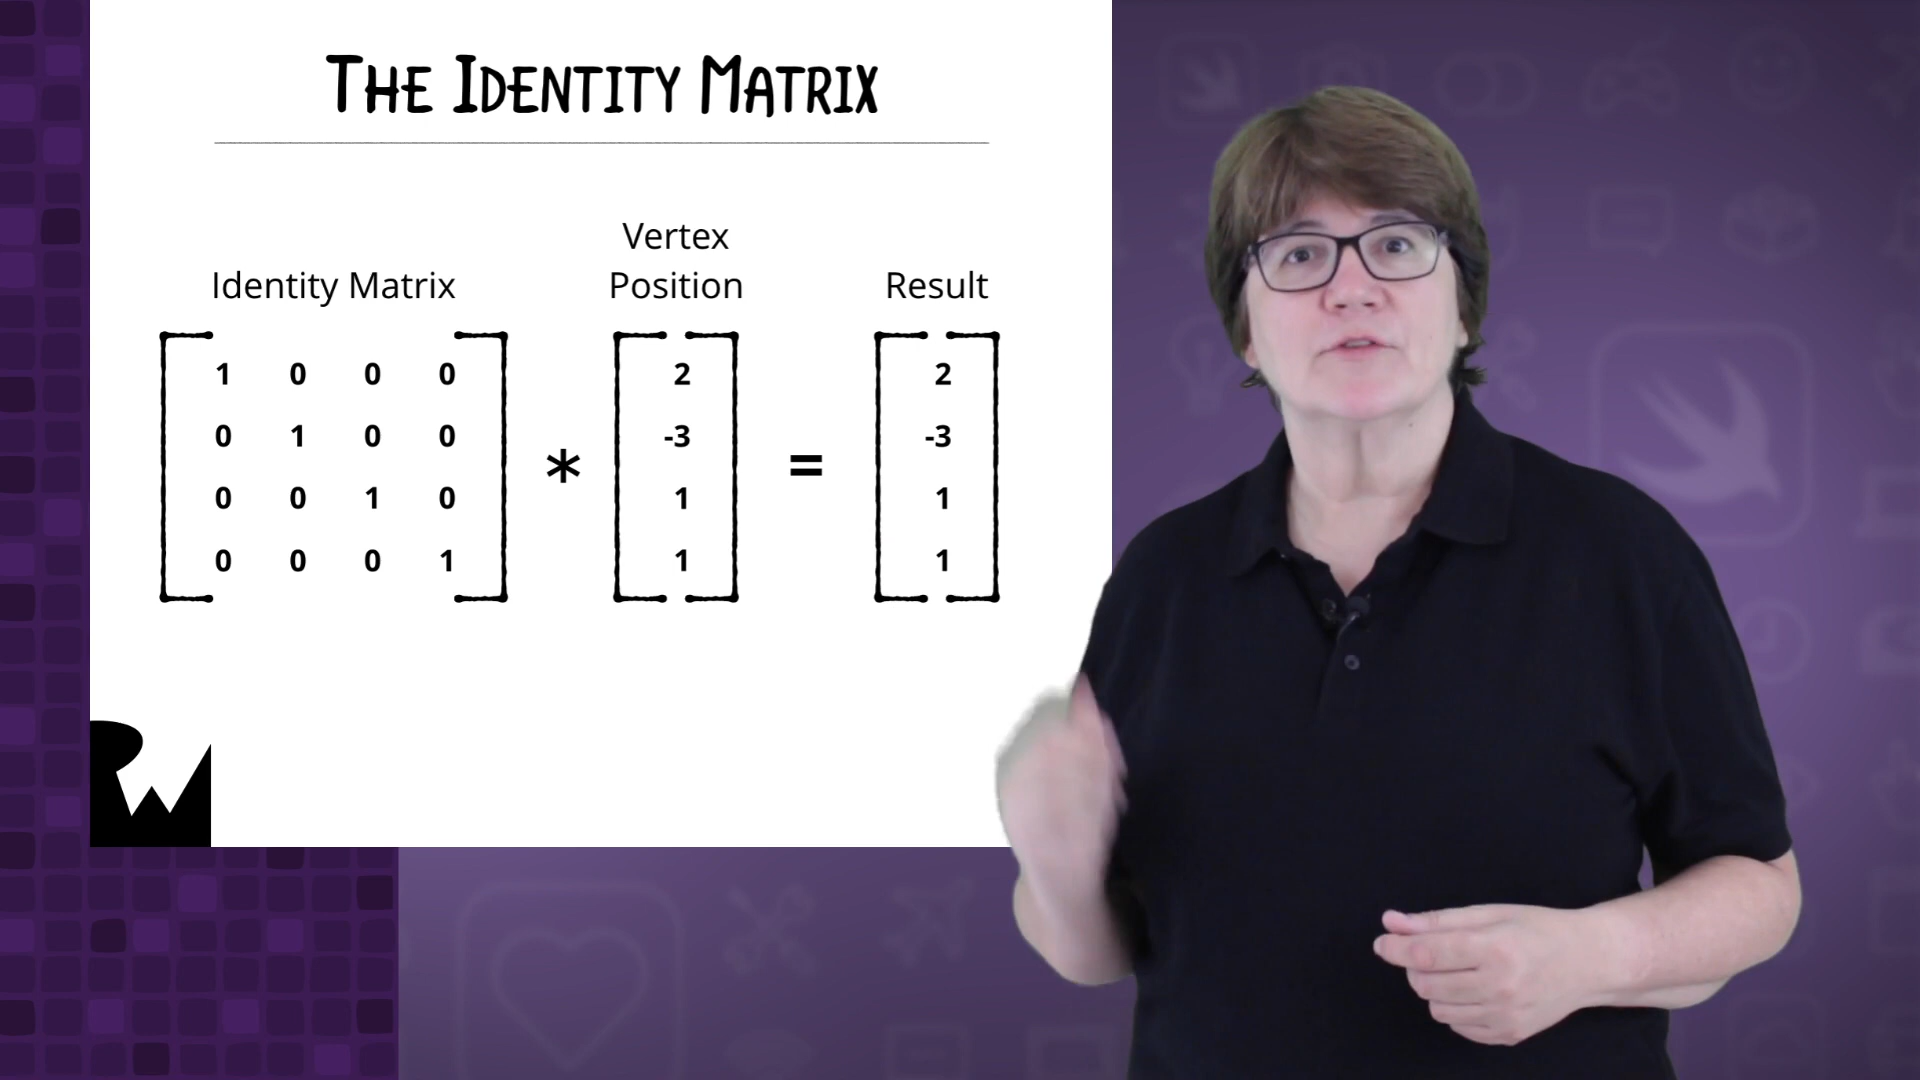 THE IDENTITY MATRIX
Identity Matrix
Vertex
Position
Result
1 0 0 0 2 2
0 1 0 0 -3 -3
0 0 1 0 * 1 = 1
0 0 0 1 1 1
RW